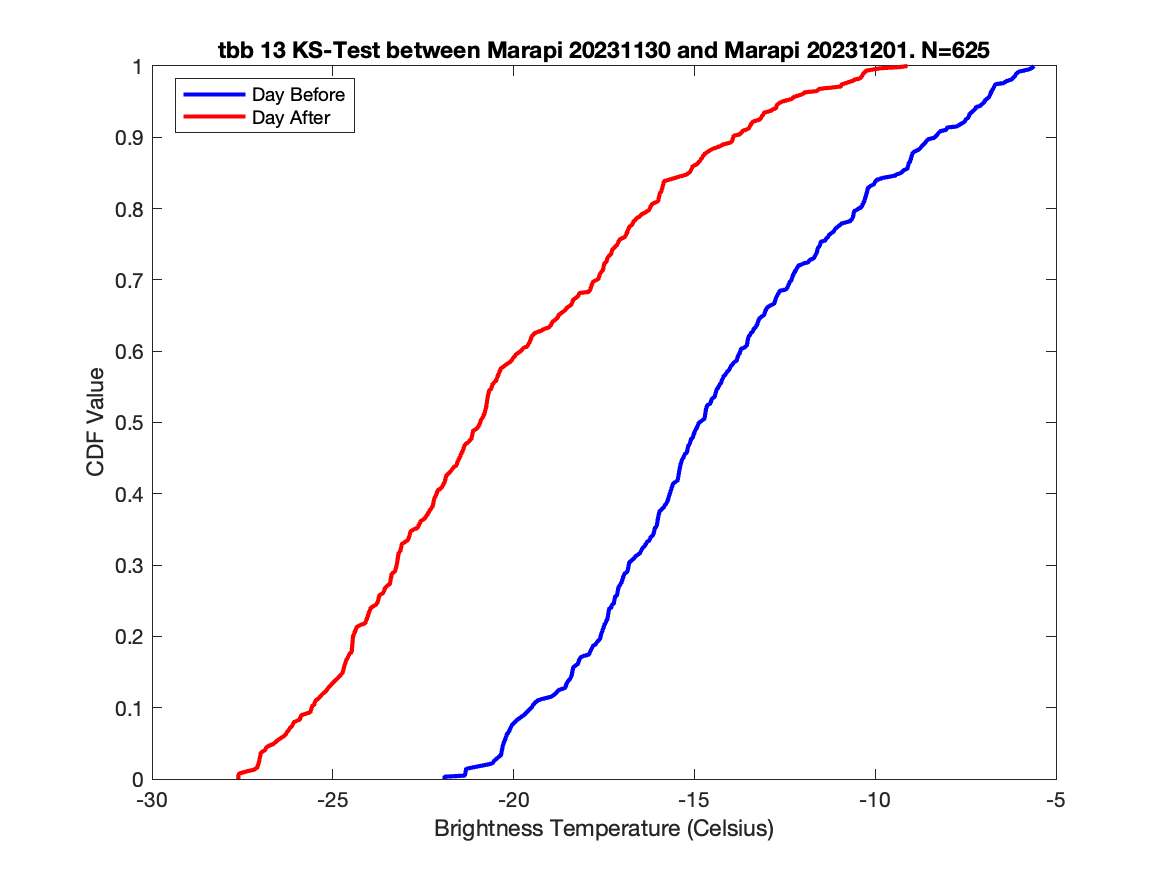 tbb 13 KS-Test between Marapi 20231130 and Marapi 20231201. N=625
Day Before
Day After
1
0.9
0.8
0.7
0.6
0.5
0.4
0.3
0.2
0.1
0
CDF Value
-30 -25 -20 -15 -10 -5
Brightness Temperature (Celsius)